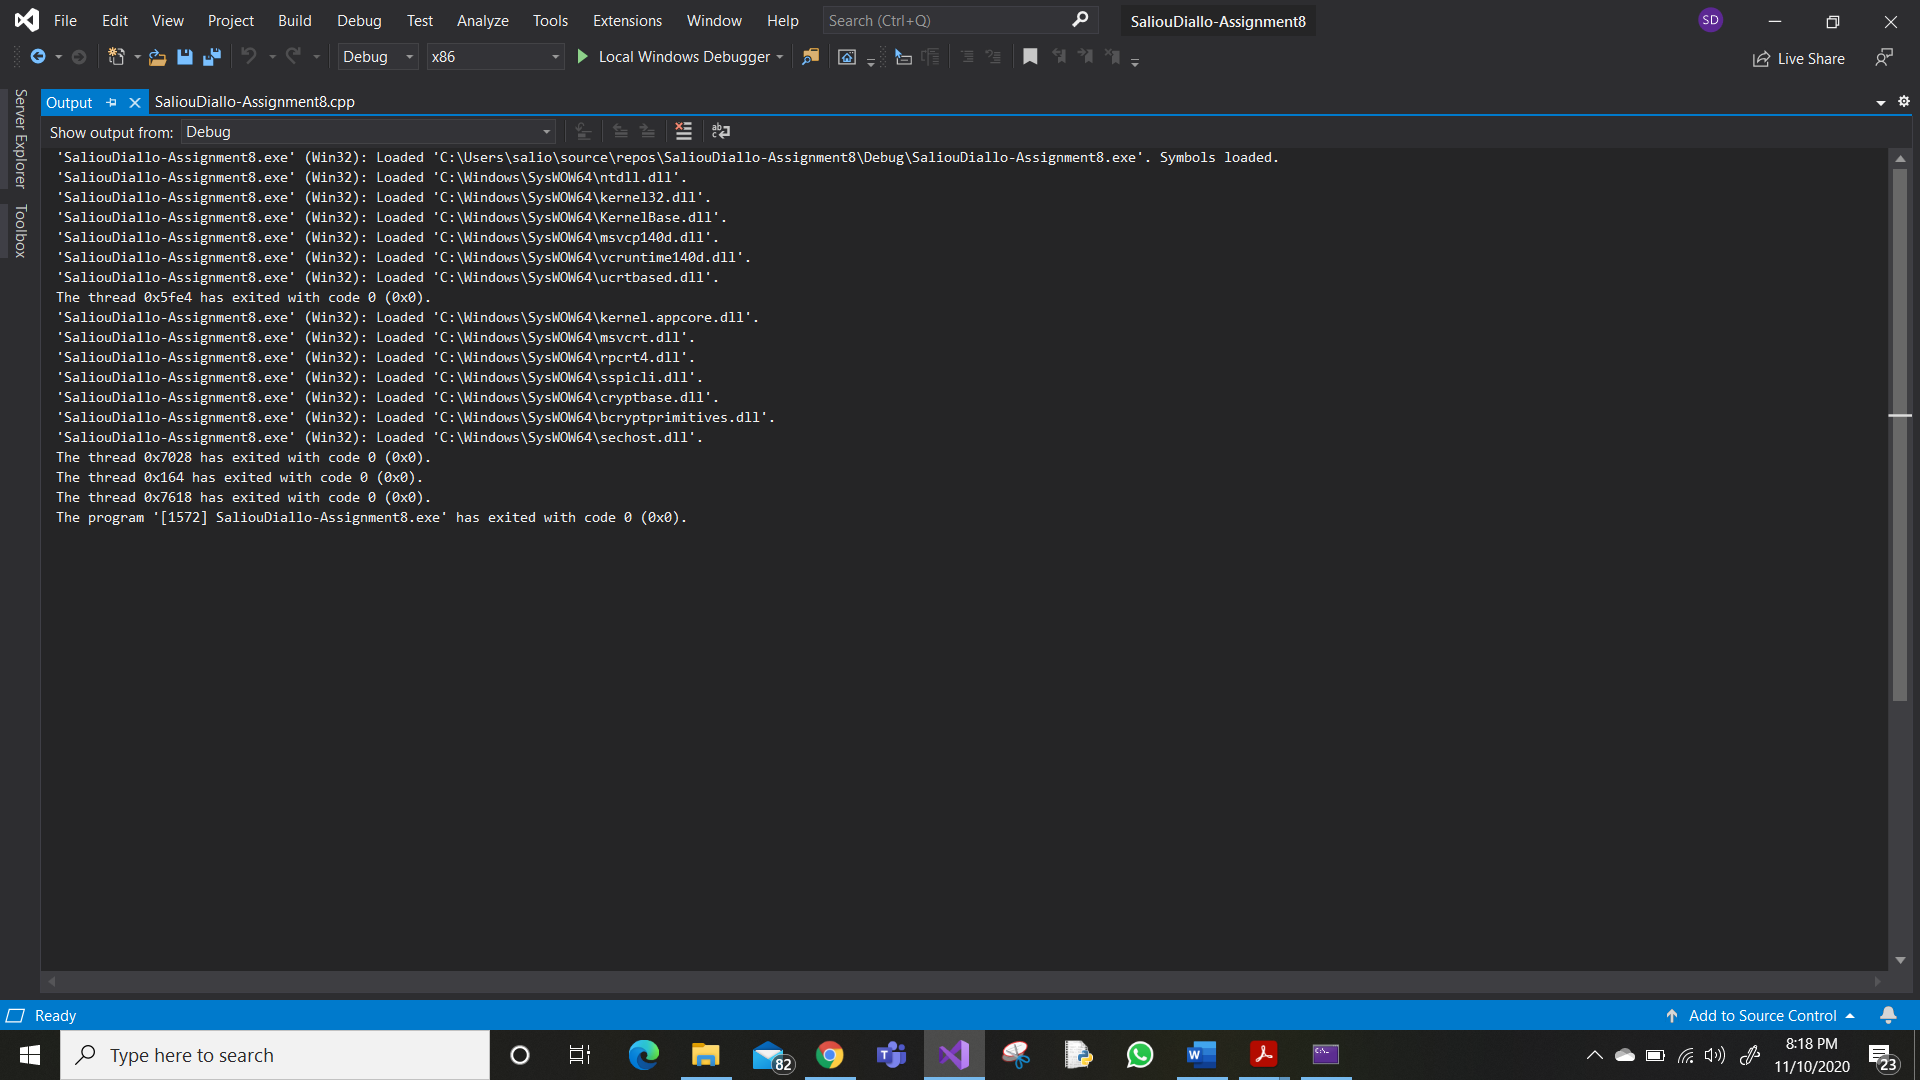 File Edit View Project Build Debug Test Analyze Tools Extensions Window Help Search (Ctrl+Q) SaliouDiallo-Assignment8 SD
Debug x86 Local Windows Debugger Live Share
Server Explorer
Toolbox
Output SaliouDiallo-Assignment8.cpp
Show output from: Debug
'SaliouDiallo-Assignment8.exe' (Win32): Loaded 'C:\Users\salio\source\repos\SaliouDiallo-Assignment8\Debug\SaliouDiallo-Assignment8.exe'. Symbols loaded.
'SaliouDiallo-Assignment8.exe' (Win32): Loaded 'C:\Windows\SysWOW64\ntdll.dll'.
'SaliouDiallo-Assignment8.exe' (Win32): Loaded 'C:\Windows\SysWOW64\kernel32.dll'.
'SaliouDiallo-Assignment8.exe' (Win32): Loaded 'C:\Windows\SysWOW64\KernelBase.dll'.
'SaliouDiallo-Assignment8.exe' (Win32): Loaded 'C:\Windows\SysWOW64\msvcp140d.dll'.
'SaliouDiallo-Assignment8.exe' (Win32): Loaded 'C:\Windows\SysWOW64\vcruntime140d.dll'.
'SaliouDiallo-Assignment8.exe' (Win32): Loaded 'C:\Windows\SysWOW64\ucrtbased.dll'.
The thread 0x5fe4 has exited with code 0 (0x0).
'SaliouDiallo-Assignment8.exe' (Win32): Loaded 'C:\Windows\SysWOW64\kernel.appcore.dll'.
'SaliouDiallo-Assignment8.exe' (Win32): Loaded 'C:\Windows\SysWOW64\msvcrt.dll'.
'SaliouDiallo-Assignment8.exe' (Win32): Loaded 'C:\Windows\SysWOW64\rpcrt4.dll'.
'SaliouDiallo-Assignment8.exe' (Win32): Loaded 'C:\Windows\SysWOW64\sspicli.dll'.
'SaliouDiallo-Assignment8.exe' (Win32): Loaded 'C:\Windows\SysWOW64\cryptbase.dll'.
'SaliouDiallo-Assignment8.exe' (Win32): Loaded 'C:\Windows\SysWOW64\bcryptprimitives.dll'.
'SaliouDiallo-Assignment8.exe' (Win32): Loaded 'C:\Windows\SysWOW64\sechost.dll'.
The thread 0x7028 has exited with code 0 (0x0).
The thread 0x164 has exited with code 0 (0x0).
The thread 0x7618 has exited with code 0 (0x0).
The program '[1572] SaliouDiallo-Assignment8.exe' has exited with code 0 (0x0).
Ready Add to Source Control
Type here to search 82 8:18 PM
11/10/2020 23